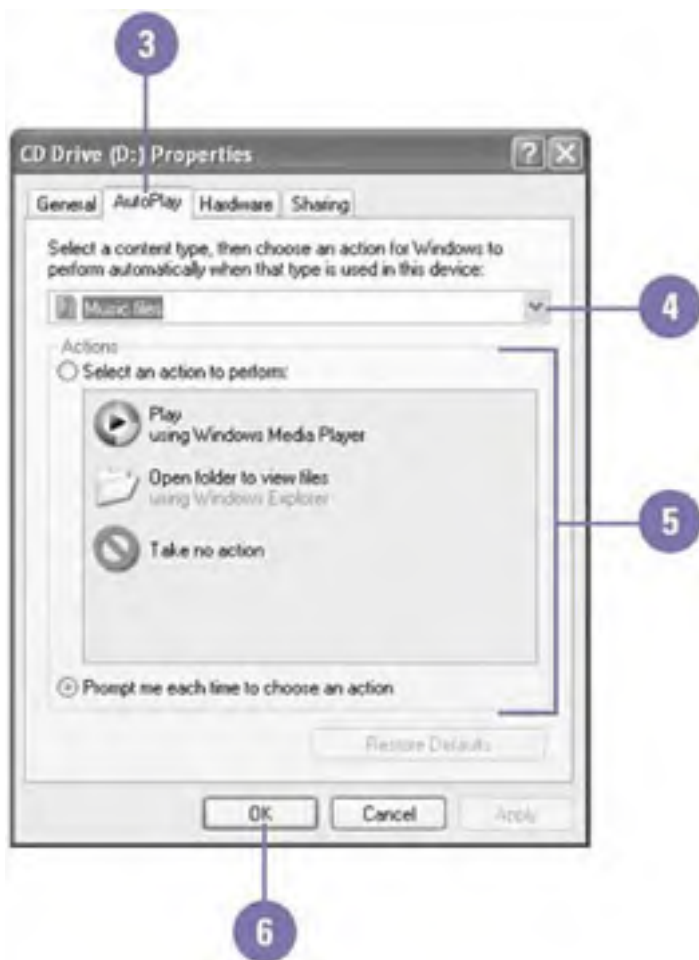 3
CD Drive (D:) Properties
General AutoPlay Hardware Sharing
Select a content type, then choose an action for Windows to
perform automatically when that type is used in this device:
Music files
4
Actions
Select an action to perform:
Play
using Windows Media Player
Open folder to view files
using Windows Explorer
5
Take no action
Prompt me each time to choose an action
Restore Defaults
OK Cancel Apply
6